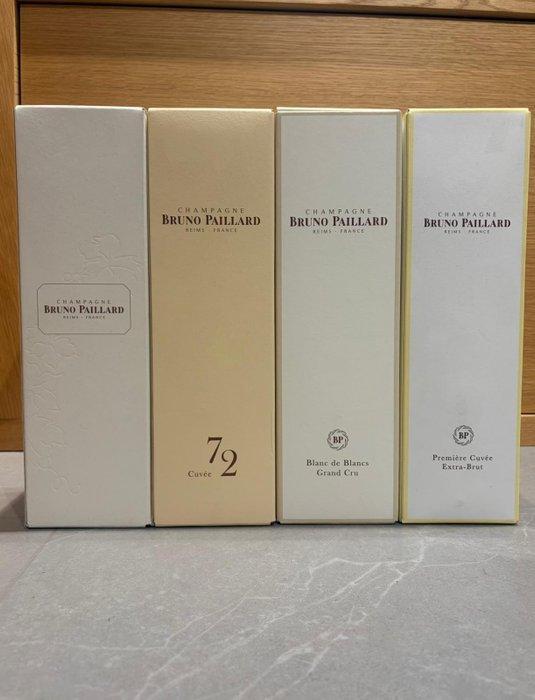 CHAMPAGNE
BRUNO PAILLARD
REIMS - FRANCE
CHAMPAGNE
BRUNO PAILLARD
REIMS - FRANCE
Cuvée 72
CHAMPAGNE
BRUNO PAILLARD
REIMS - FRANCE
BP
Blanc de Blancs
Grand Cru
CHAMPAGNE
BRUNO PAILLARD
REIMS - FRANCE
BP
Première Cuvée
Extra-Brut